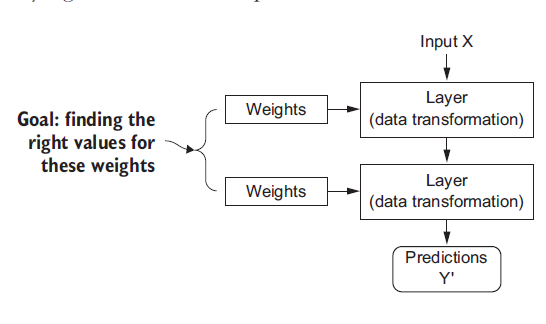 Input X
Goal: finding the
right values for
these weights
Weights
Layer
(data transformation)
Weights
Layer
(data transformation)
Predictions
Y'